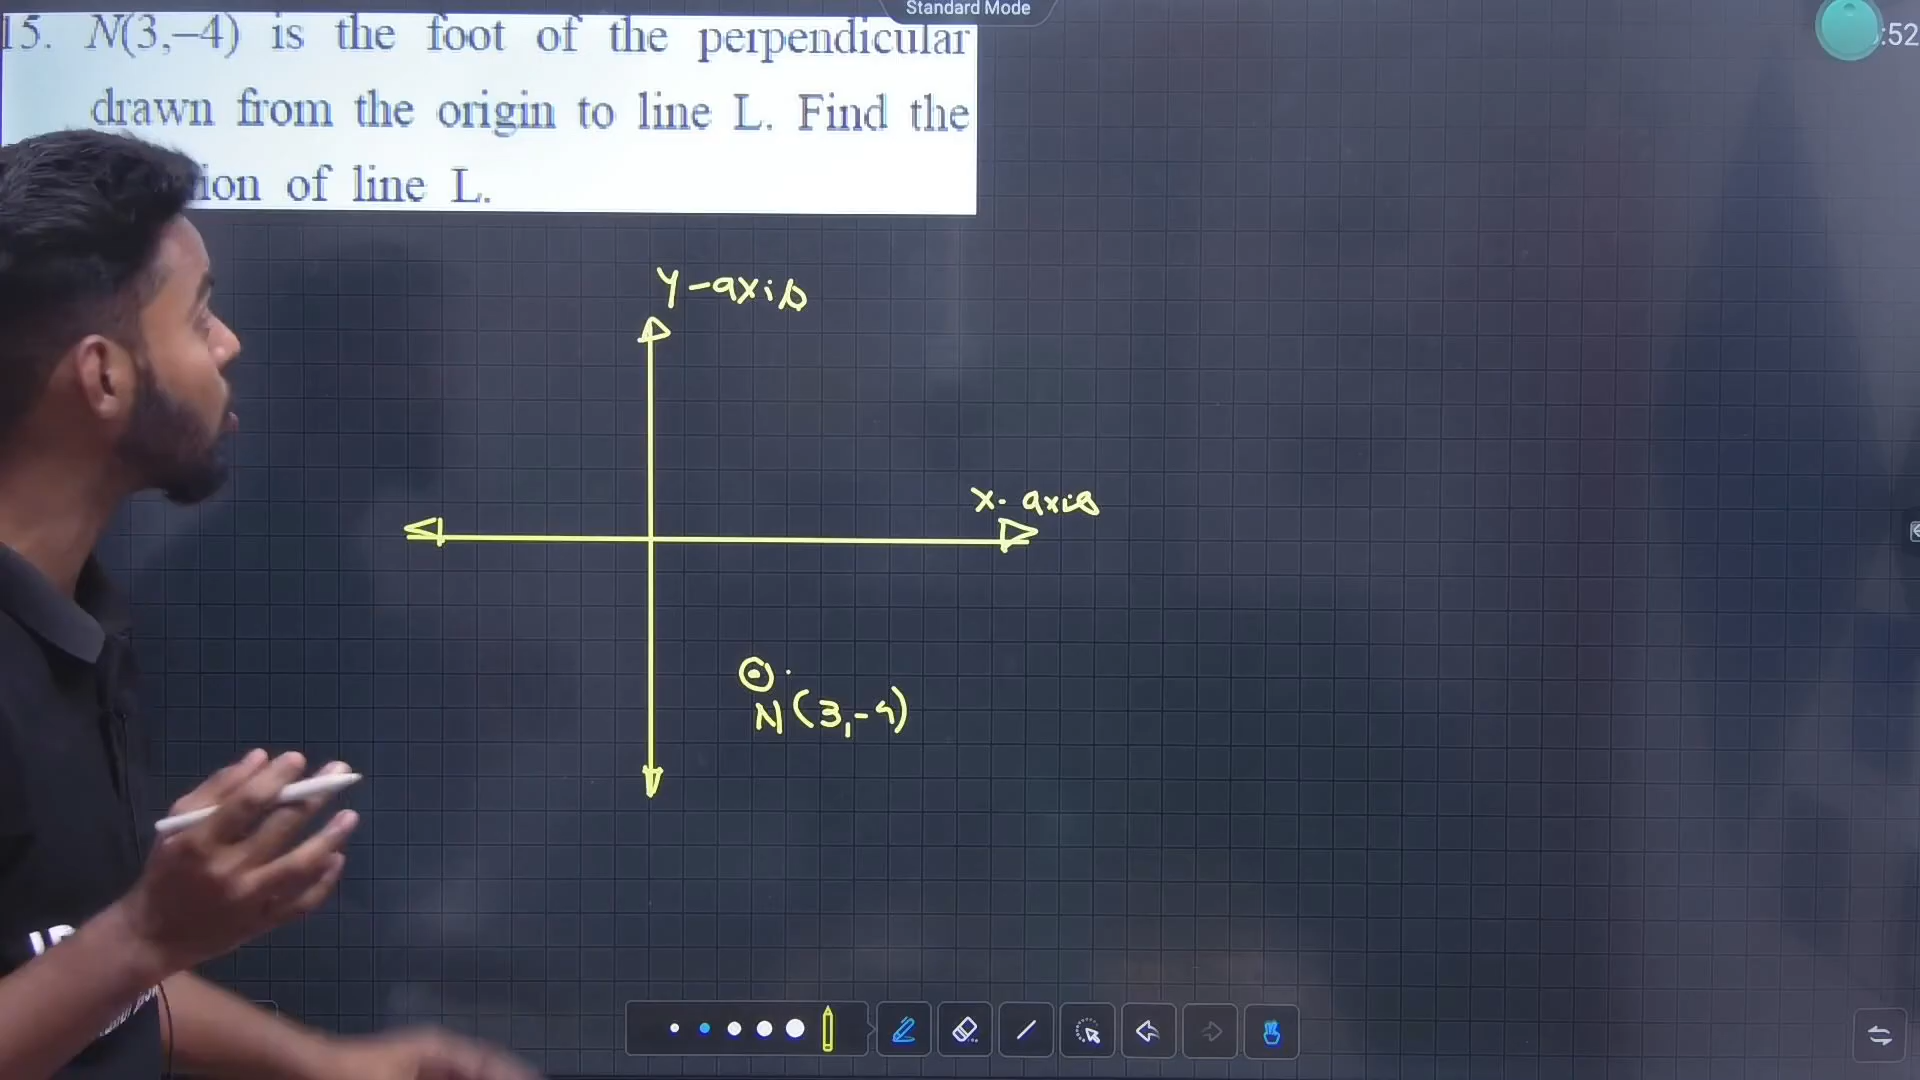 Standard Mode
:52
15. N(3,–4) is the foot of the perpendicular
drawn from the origin to line L. Find the
ion of line L.
y-axis
x-axis
N(3,-4)